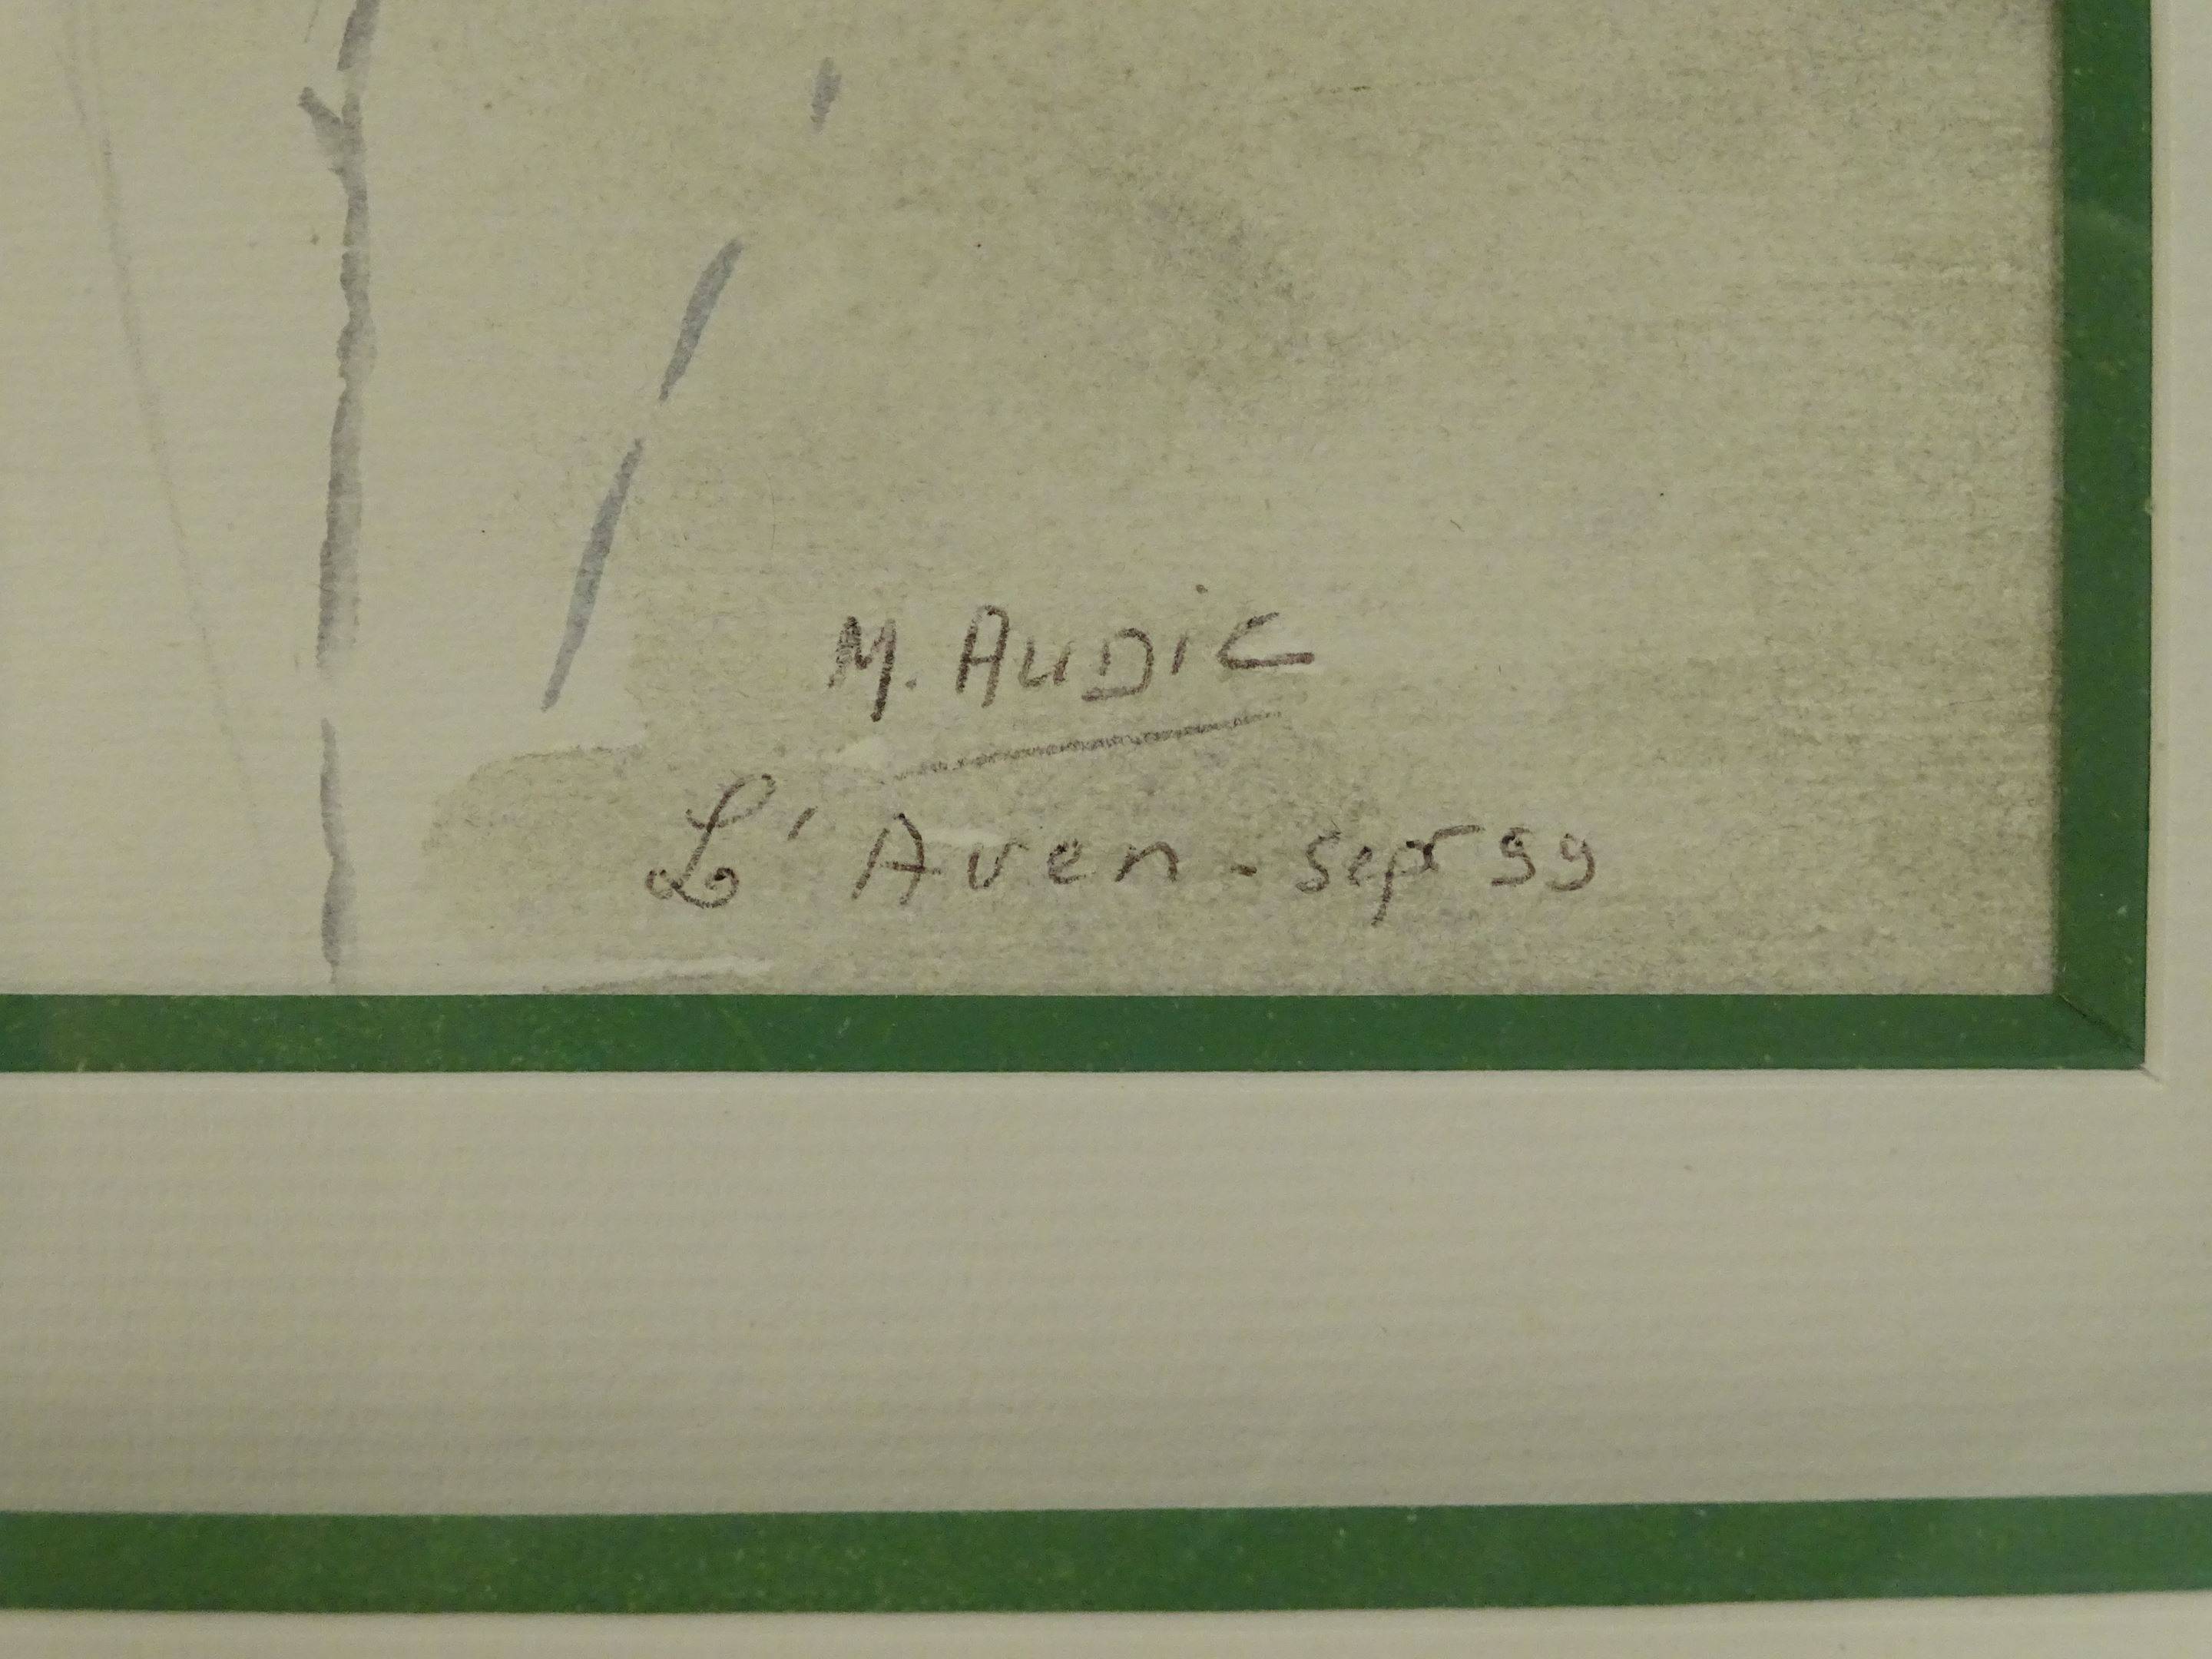 M. AUDIC
L' Aven - Sept 99